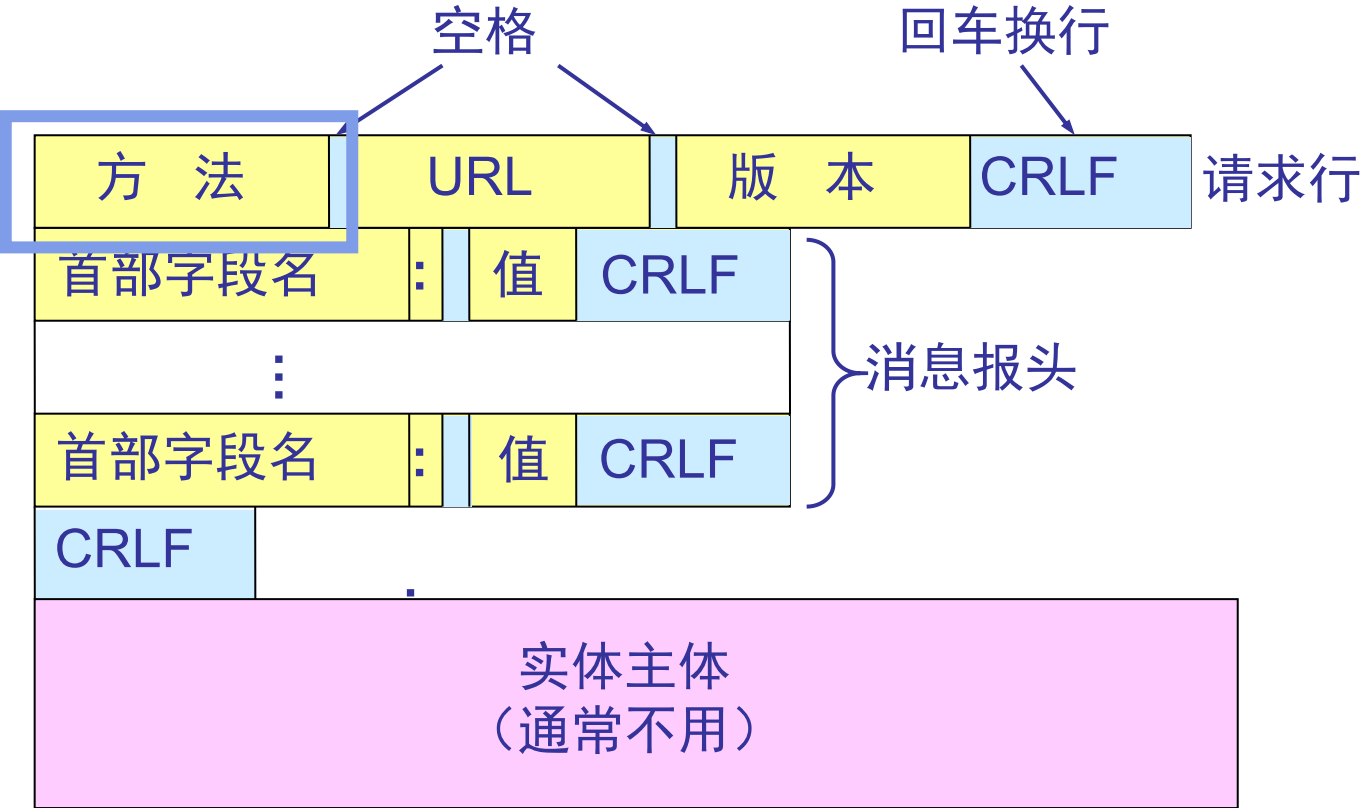 空格 回车换行
方 法 URL 版 本 CRLF 请求行
首部字段名 : 值 CRLF
⋮
消息报头
首部字段名 : 值 CRLF
CRLF
.
实体主体
（通常不用）